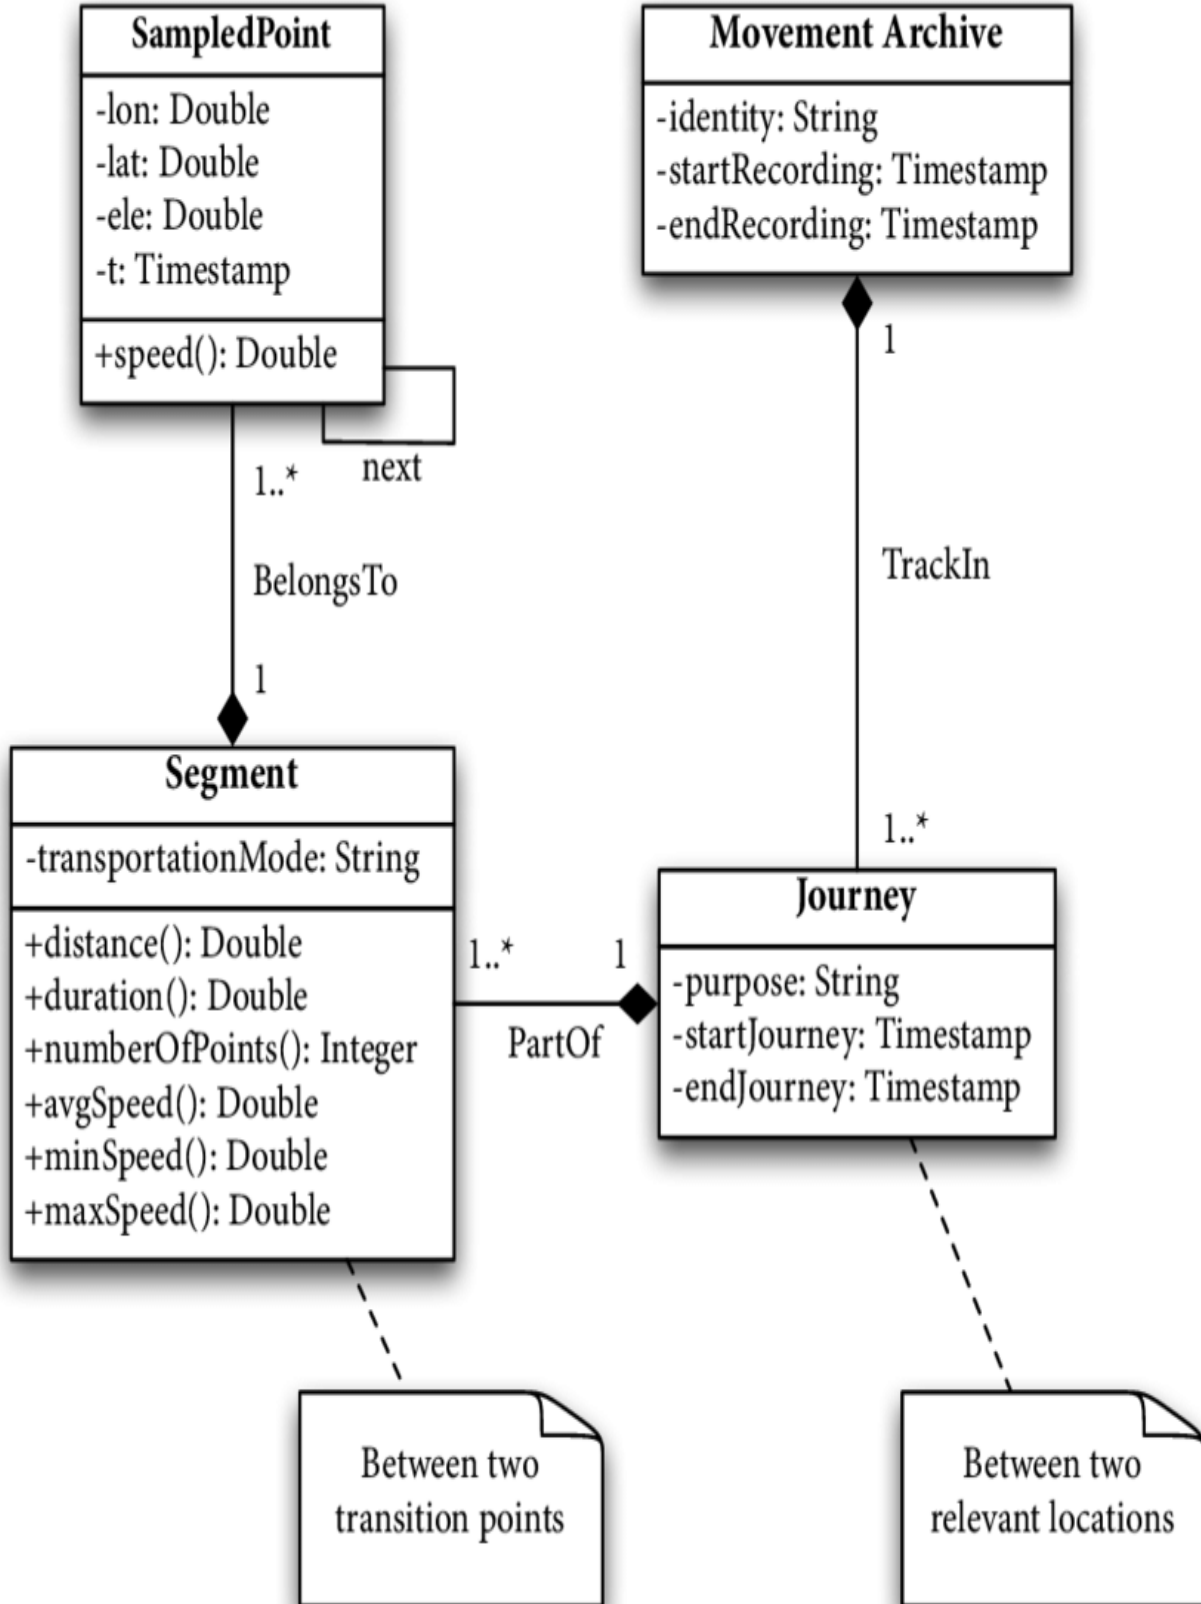 SampledPoint
-lon: Double
-lat: Double
-ele: Double
-t: Timestamp
+speed(): Double
next
1..*
BelongsTo
1
Movement Archive
-identity: String
-startRecording: Timestamp
-endRecording: Timestamp
1
TrackIn
1..*
Segment
-transportationMode: String
+distance(): Double
+duration(): Double
+numberOfPoints(): Integer
+avgSpeed(): Double
+minSpeed(): Double
+maxSpeed(): Double
1..*
1
PartOf
Journey
-purpose: String
-startJourney: Timestamp
-endJourney: Timestamp
Between two
transition points
Between two
relevant locations